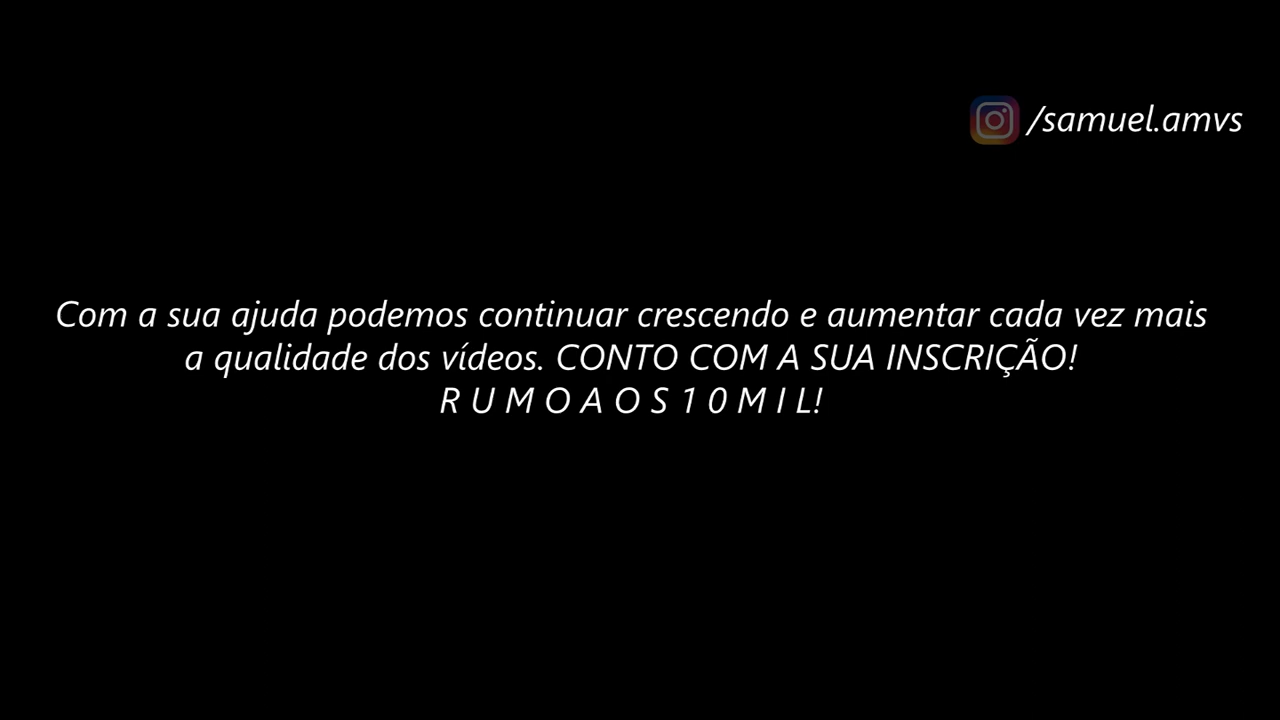 /samuel.amvs
Com a sua ajuda podemos continuar crescendo e aumentar cada vez mais
a qualidade dos vídeos. CONTO COM A SUA INSCRIÇÃO!
R U M O A O S 1 0 M I L!